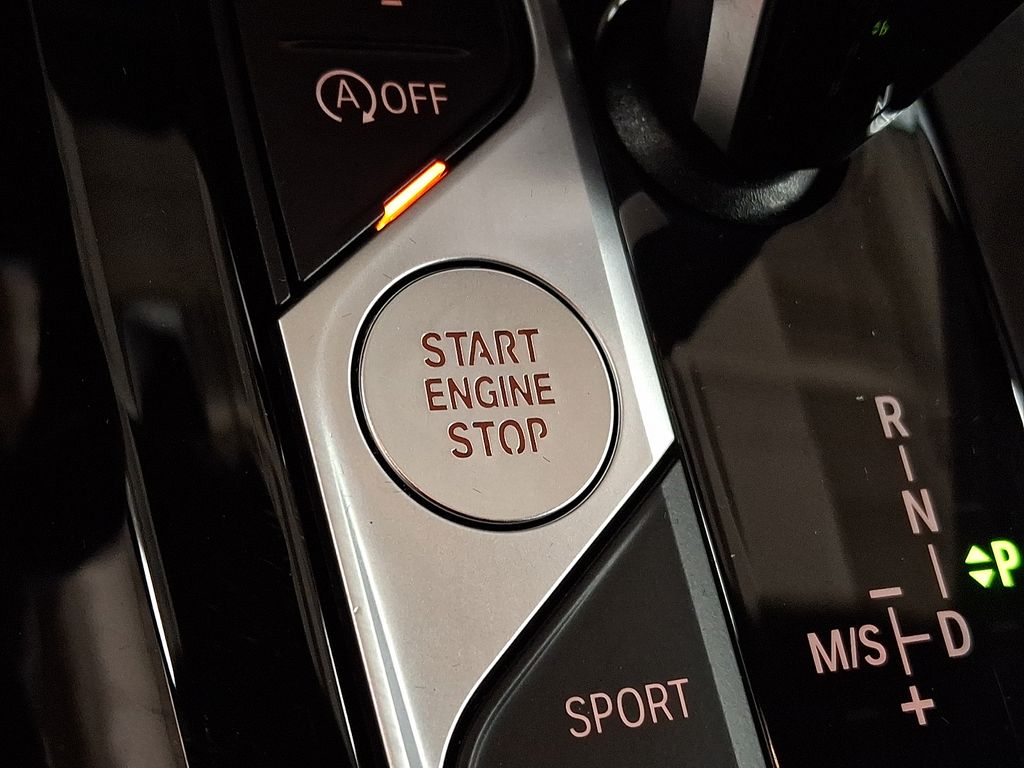 A OFF
START
ENGINE
STOP
SPORT
R
N
P
M/S D
+